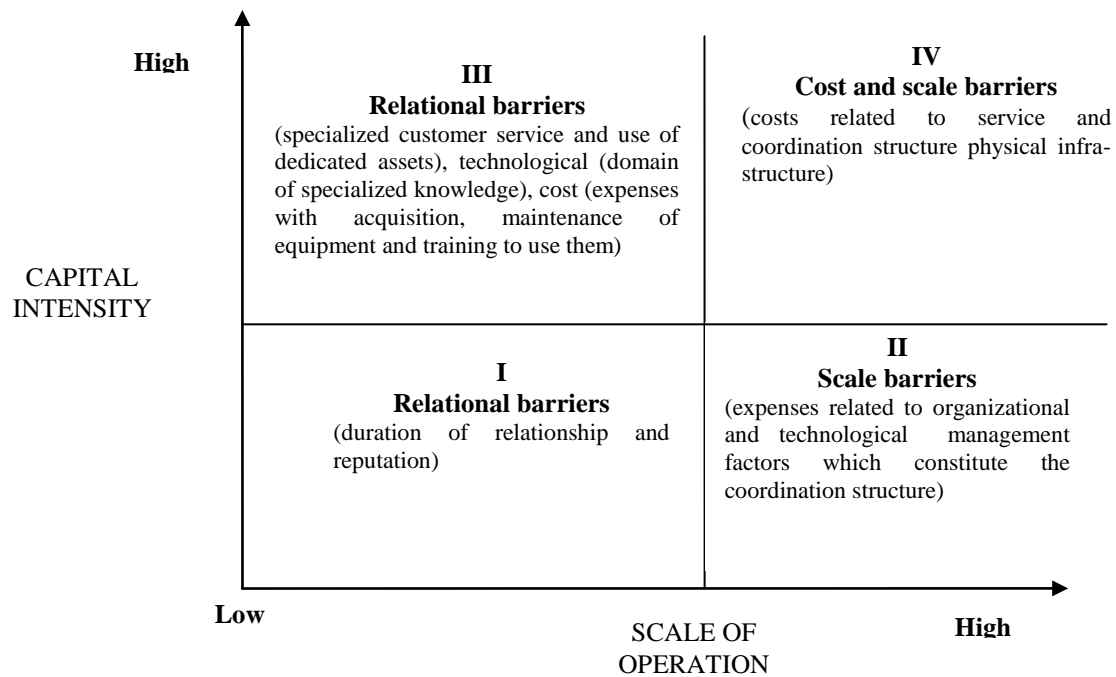 High
III
Relational barriers
(specialized customer service and use of
dedicated assets), technological (domain
of specialized knowledge), cost (expenses
with acquisition, maintenance of
equipment and training to use them)
IV
Cost and scale barriers
(costs related to service and
coordination structure physical infra-
structure)
CAPITAL
INTENSITY
I
Relational barriers
(duration of relationship and
reputation)
II
Scale barriers
(expenses related to organizational
and technological management
factors which constitute the
coordination structure)
Low
SCALE OF
OPERATION
High